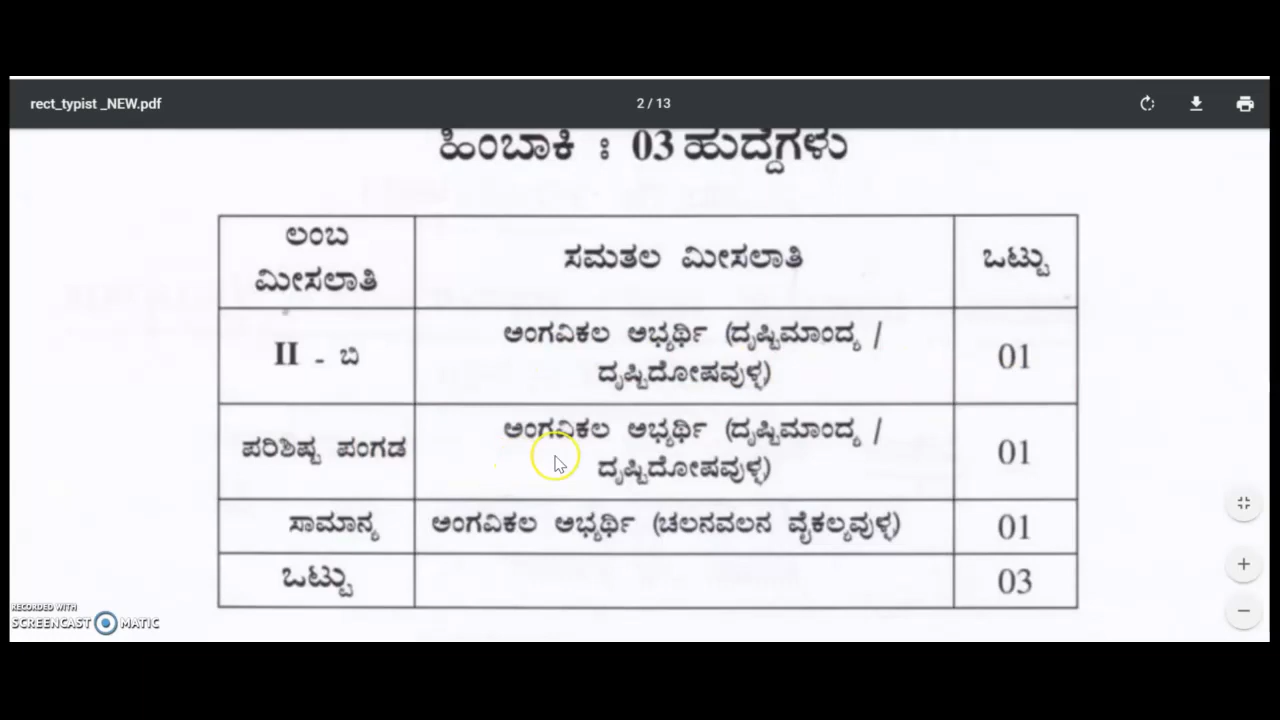 rect_typist _NEW.pdf
2 / 13
ಹಿಂಬಾಕಿ : 03 ಹುದ್ದೆಗಳು
ಲಂಬ
ಮೀಸಲಾತಿ
ಸಮತಲ ಮೀಸಲಾತಿ
ಒಟ್ಟು
II - ಬಿ
ಅಂಗವಿಕಲ ಅಭ್ಯರ್ಥಿ (ದೃಷ್ಟಿಮಾಂದ್ಯ /
ದೃಷ್ಟಿದೋಷವುಳ್ಳ)
01
ಪರಿಶಿಷ್ಟ ಪಂಗಡ
ಅಂಗವಿಕಲ ಅಭ್ಯರ್ಥಿ (ದೃಷ್ಟಿಮಾಂದ್ಯ /
ದೃಷ್ಟಿದೋಷವುಳ್ಳ)
01
ಸಾಮಾನ್ಯ
ಅಂಗವಿಕಲ ಅಭ್ಯರ್ಥಿ (ಚಲನವಲನ ವೈಕಲ್ಯವುಳ್ಳ)
01
ಒಟ್ಟು
03
RECORDED WITH
SCREENCAST MATIC